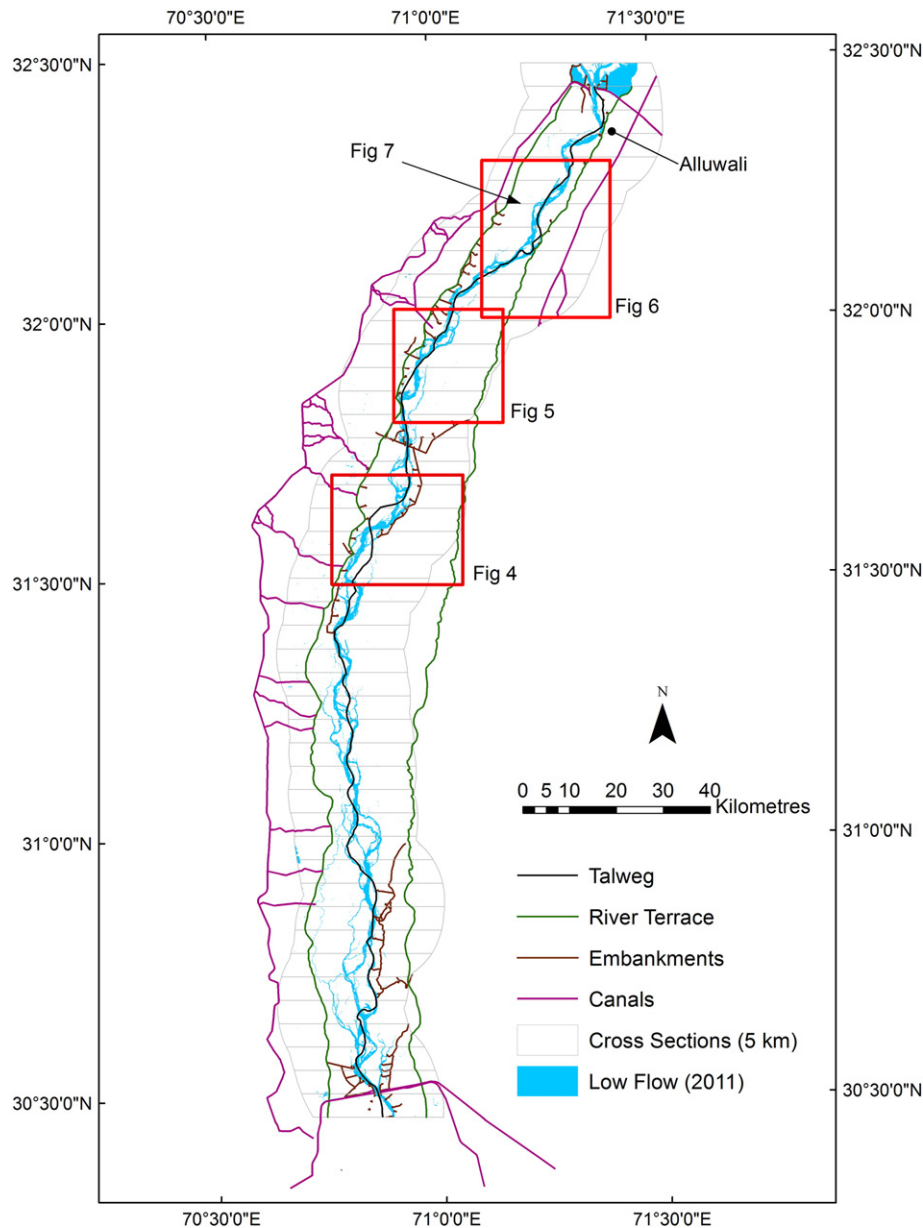 70°30'0"E 71°0'0"E 71°30'0"E
32°30'0"N 32°30'0"N
Fig 7
Alluwali
Fig 6
32°0'0"N 32°0'0"N
Fig 5
Fig 4
31°30'0"N 31°30'0"N
N
0 5 10 20 30 40
Kilometres
31°0'0"N 31°0'0"N
Talweg
River Terrace
Embankments
Canals
Cross Sections (5 km)
Low Flow (2011)
30°30'0"N 30°30'0"N
70°30'0"E 71°0'0"E 71°30'0"E